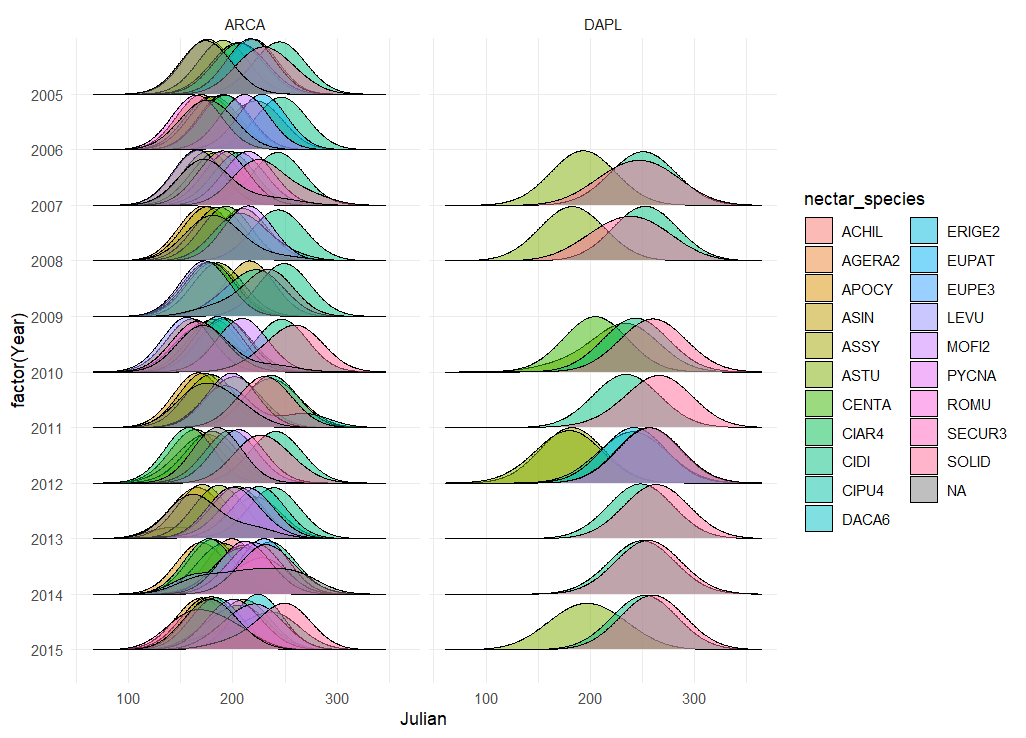 ARCA
DAPL
2005
2006
2007
2008
2009
2010
2011
2012
2013
2014
2015
factor(Year)
100
200
300
100
200
300
Julian
nectar_species
ACHIL
AGERA2
APOCY
ASIN
ASSY
ASTU
CENTA
CIAR4
CIDI
CIPU4
DACA6
ERIGE2
EUPAT
EUPE3
LEVU
MOFI2
PYCNA
ROMU
SECUR3
SOLID
NA